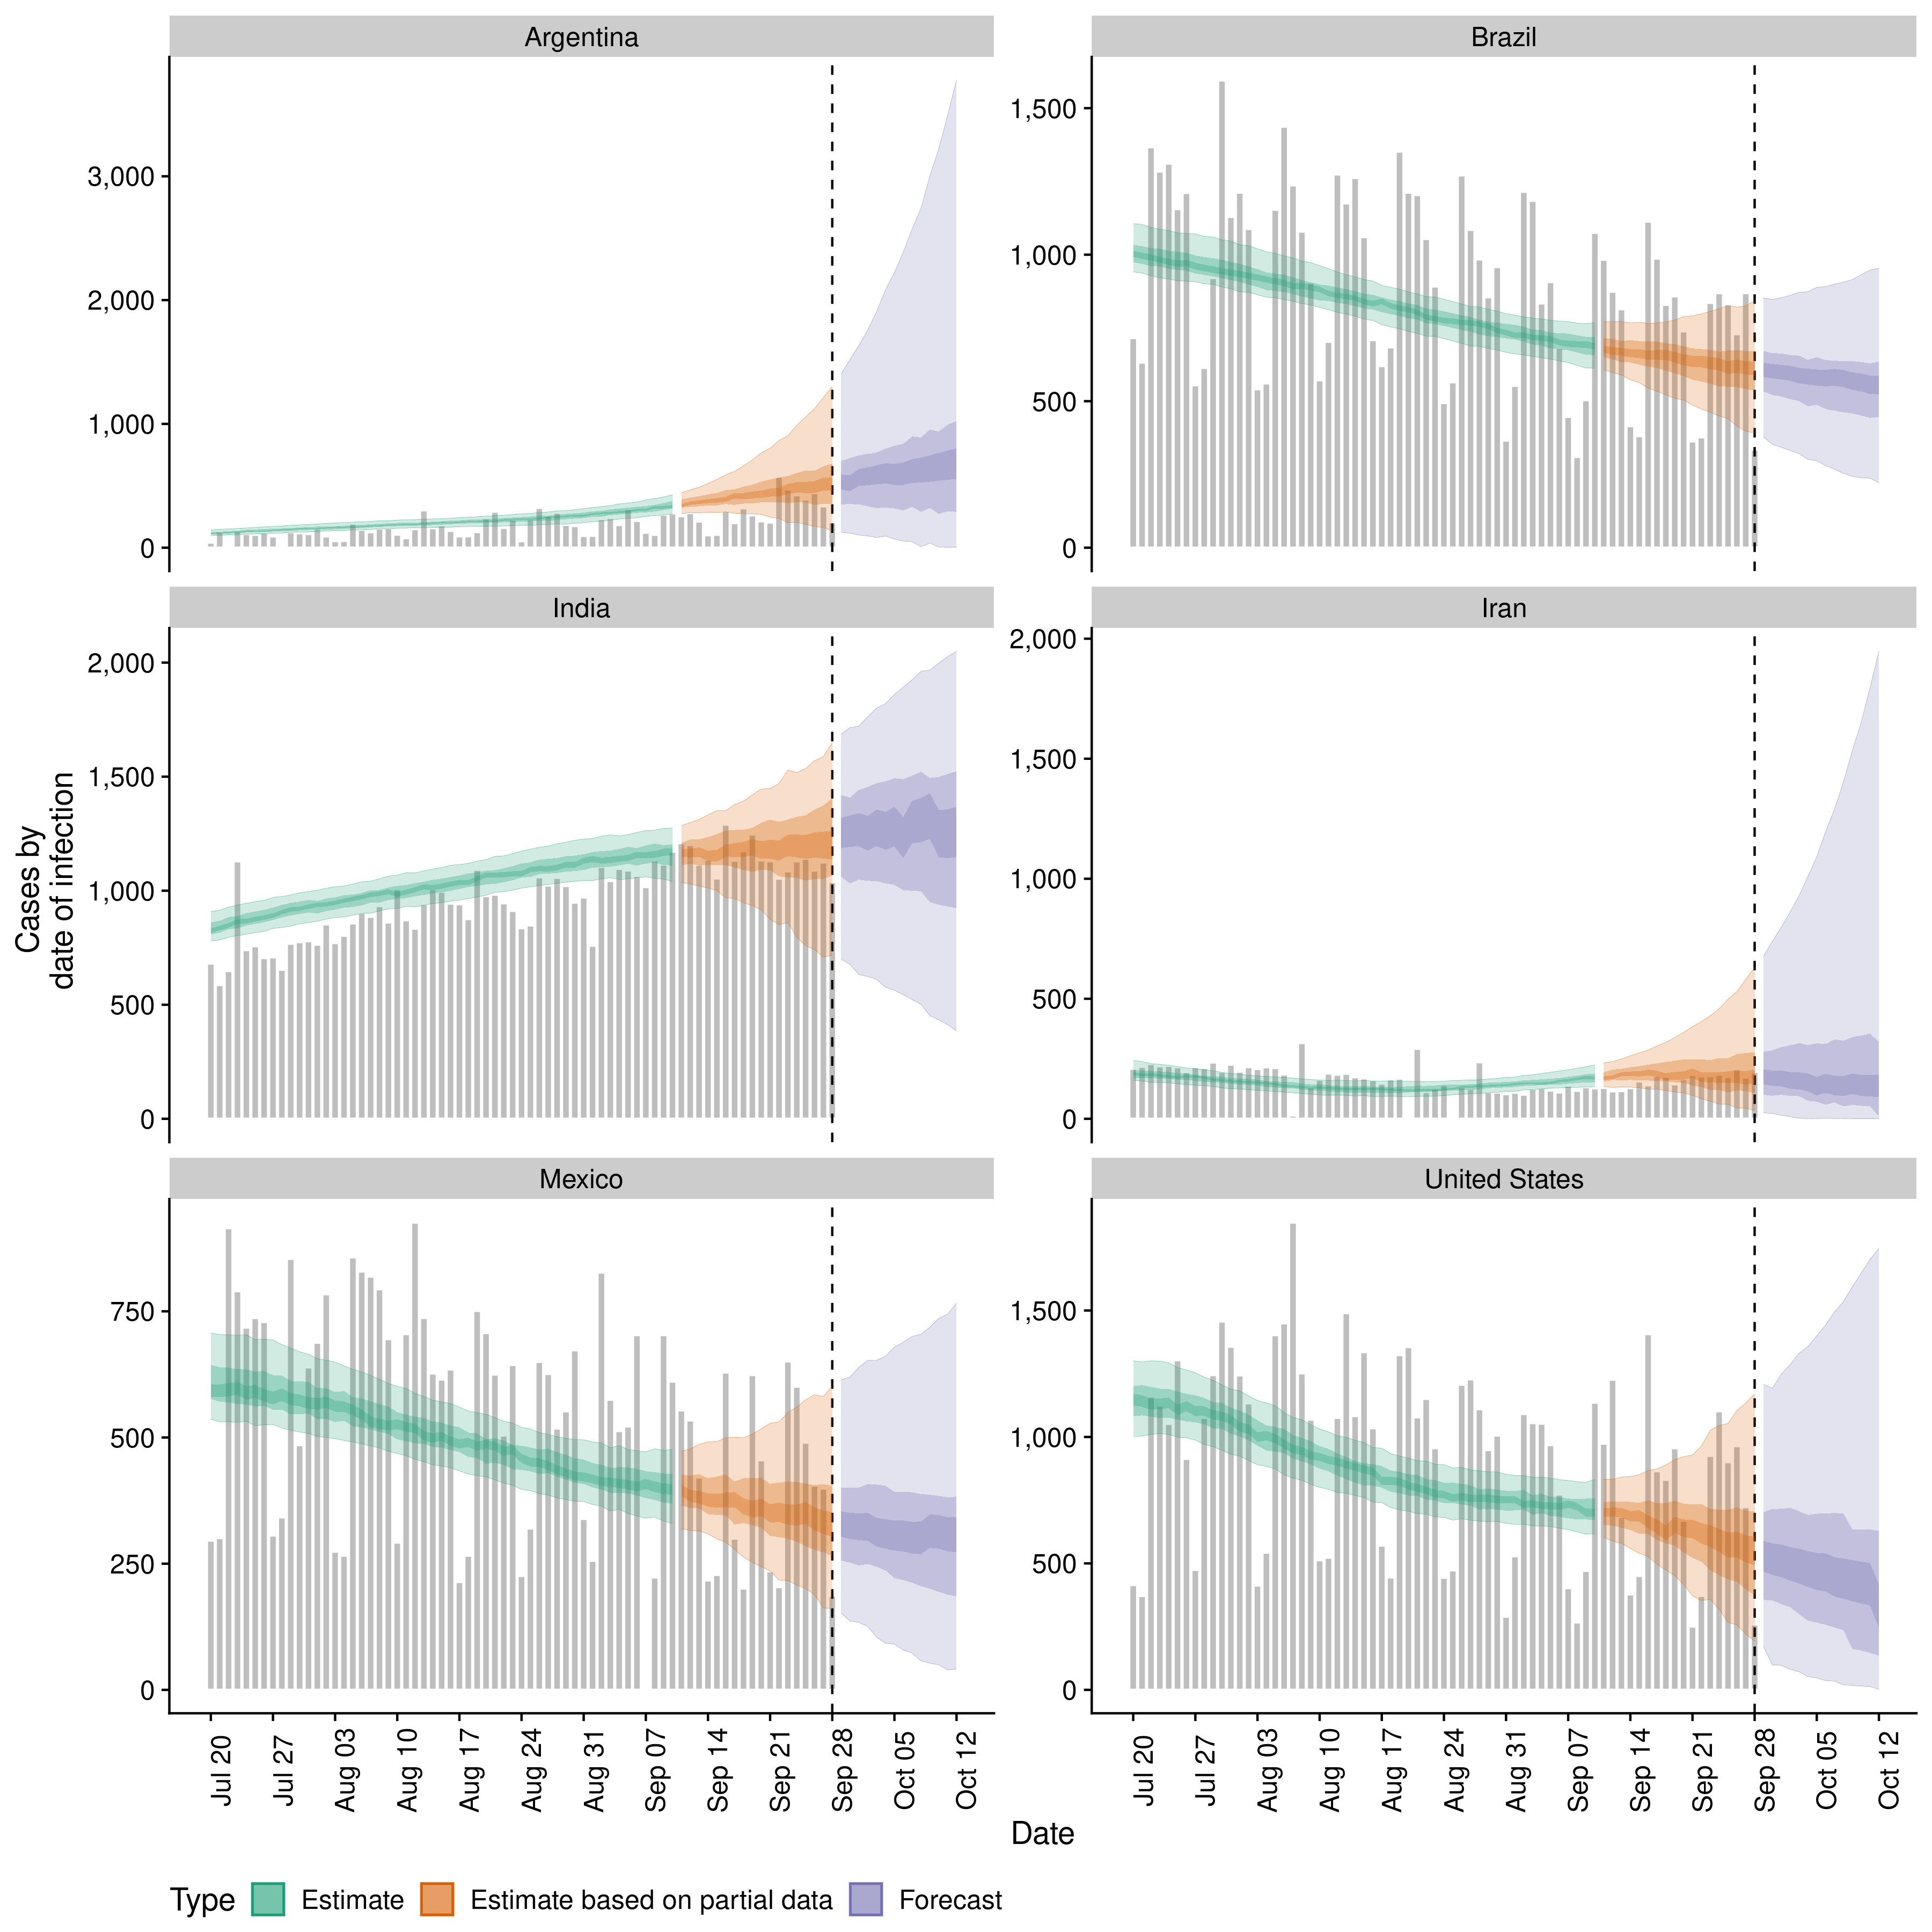 Argentina
Brazil
3,000
2,000
1,000
0
1,500
1,000
500
0
India
Iran
2,000
1,500
1,000
500
0
2,000
1,500
1,000
500
0
Mexico
United States
750
500
250
0
1,500
1,000
500
0
Cases by
date of infection
Jul 20
Jul 27
Aug 03
Aug 10
Aug 17
Aug 24
Aug 31
Sep 07
Sep 14
Sep 21
Sep 28
Oct 05
Oct 12
Jul 20
Jul 27
Aug 03
Aug 10
Aug 17
Aug 24
Aug 31
Sep 07
Sep 14
Sep 21
Sep 28
Oct 05
Oct 12
Date
Type Estimate Estimate based on partial data Forecast